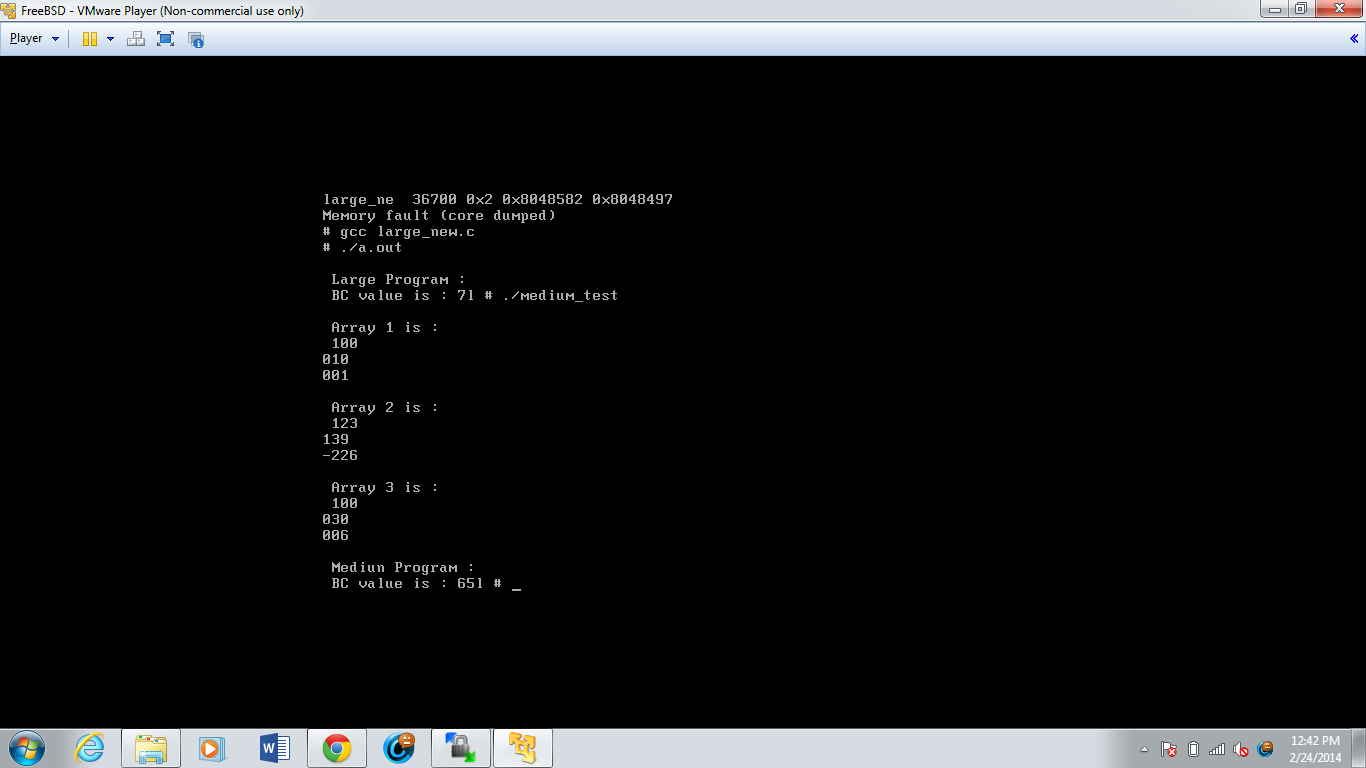 FreeBSD - VMware Player (Non-commercial use only)
Player
large_ne  36700 0x2 0x8048582 0x8048497
Memory fault (core dumped)
# gcc large_new.c
# ./a.out
Large Program :
BC value is : 7l # ./medium_test
Array 1 is :
100
010
001
Array 2 is :
123
139
-226
Array 3 is :
100
030
006
Mediun Program :
BC value is : 65l # _
12:42 PM
2/24/2014